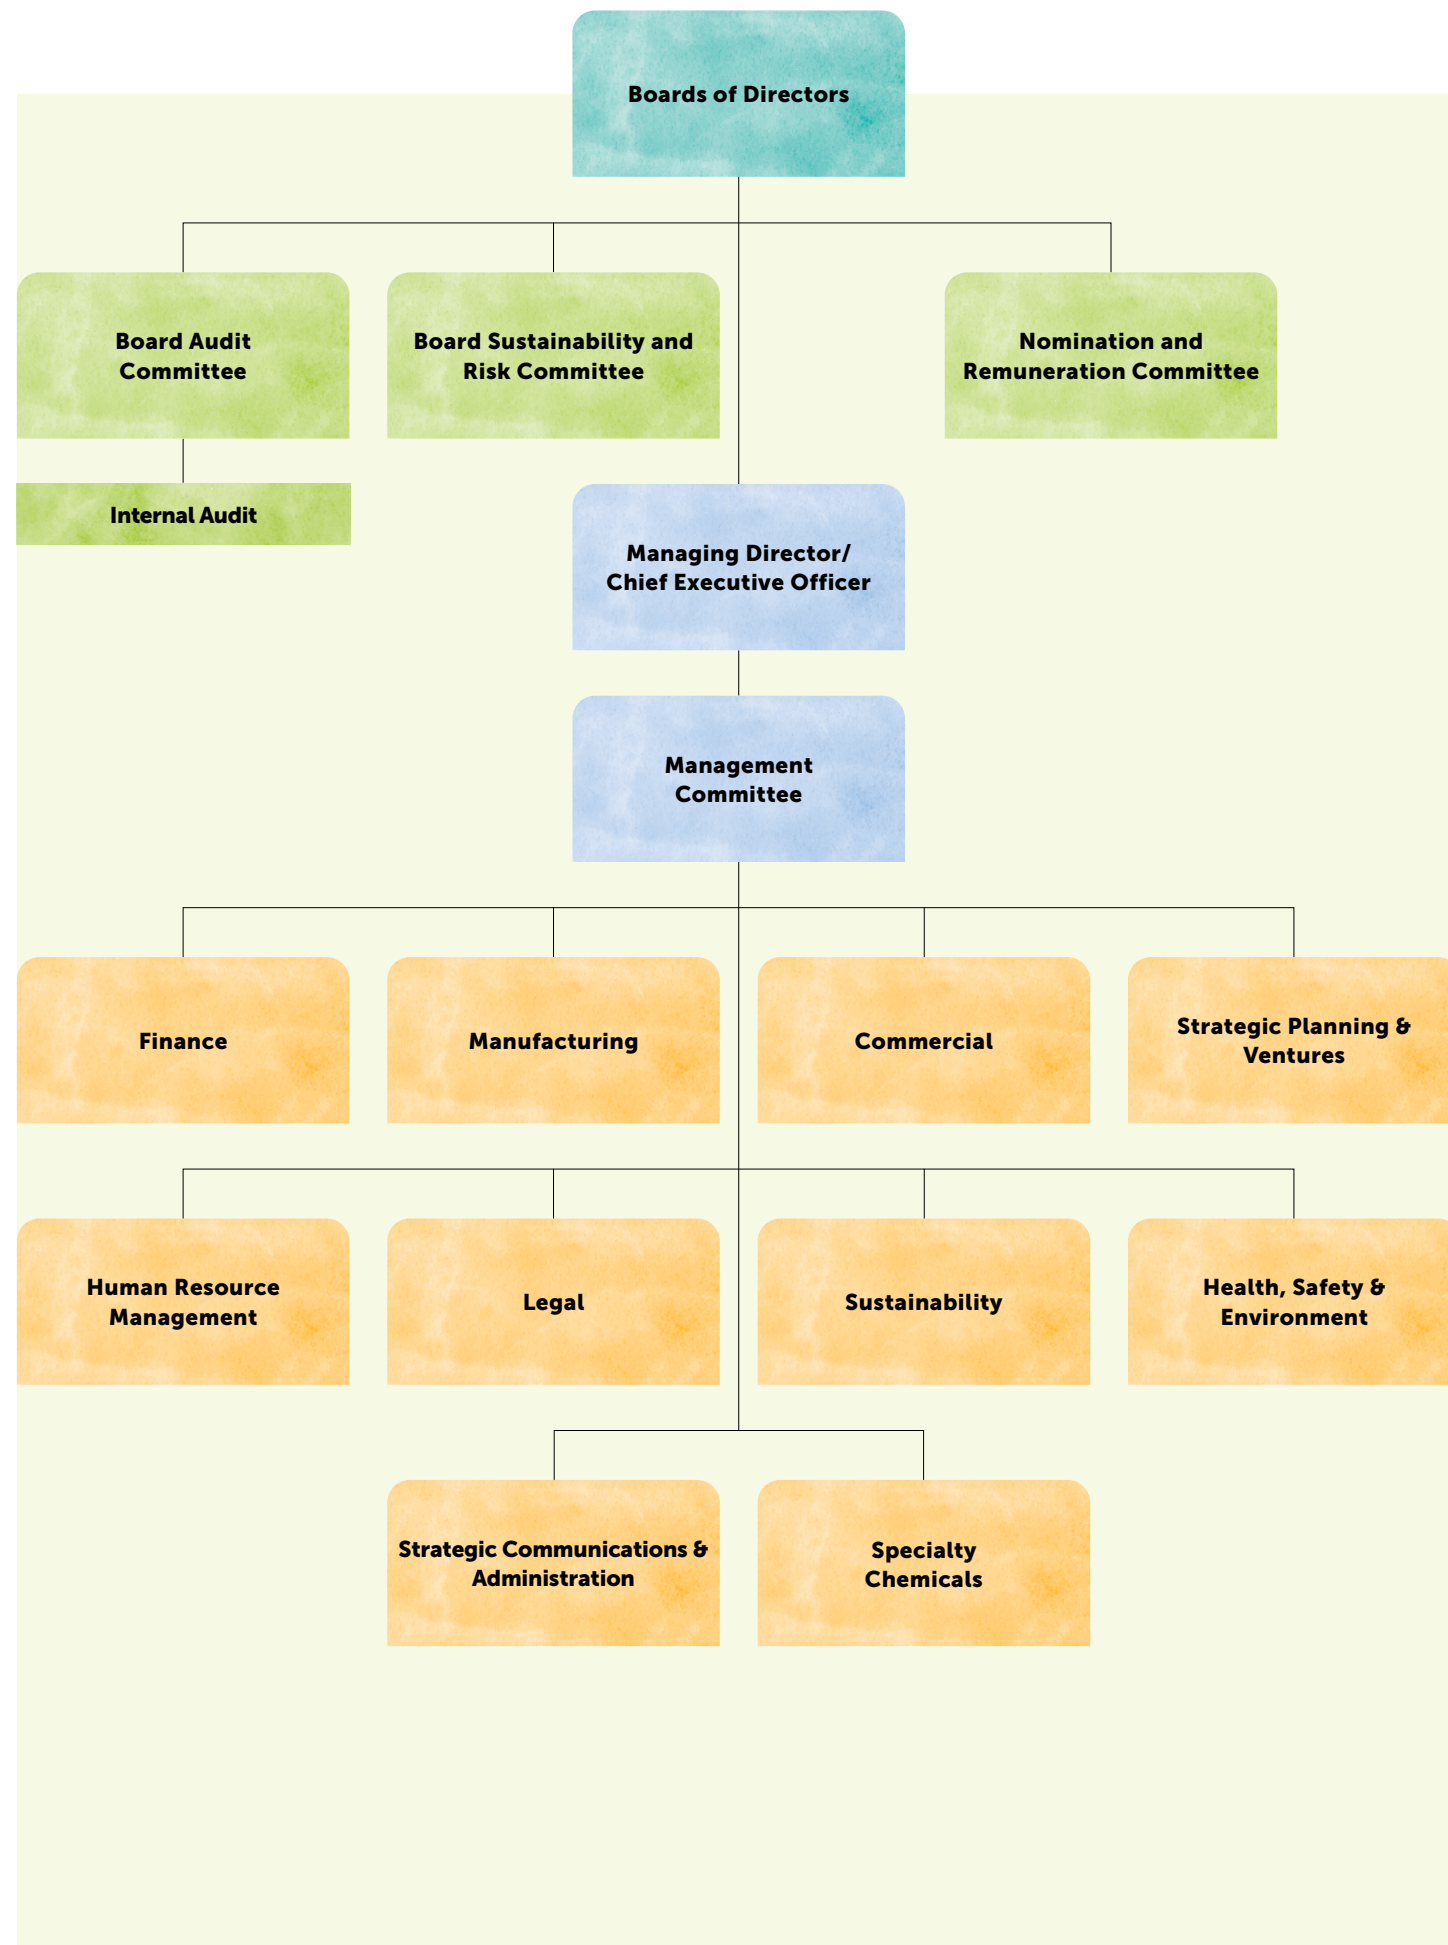 Boards of Directors
Board Audit
Committee
Board Sustainability and
Risk Committee
Nomination and
Remuneration Committee
Internal Audit
Managing Director/
Chief Executive Officer
Management
Committee
Finance
Manufacturing
Commercial
Strategic Planning &
Ventures
Human Resource
Management
Legal
Sustainability
Health, Safety &
Environment
Strategic Communications &
Administration
Specialty
Chemicals